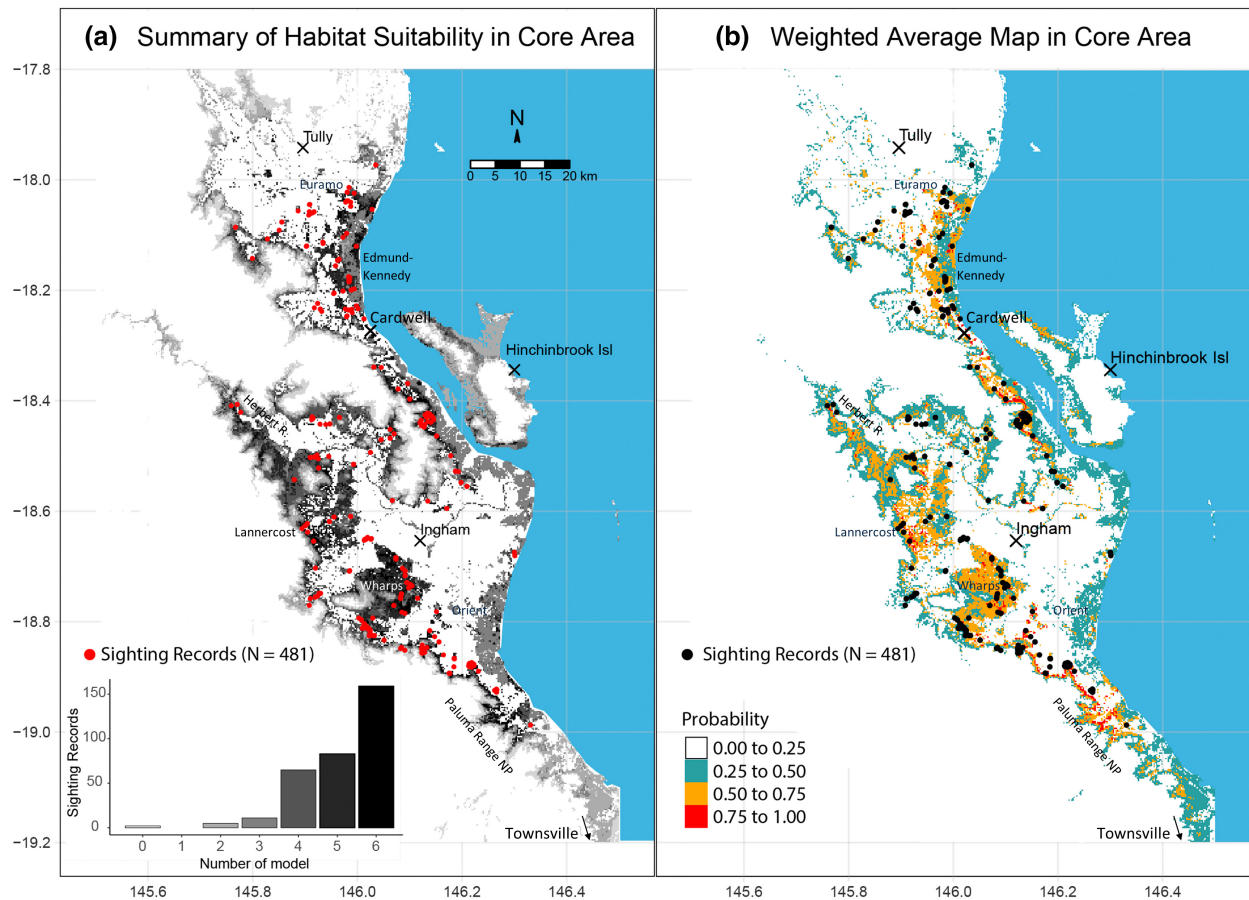 (a) Summary of Habitat Suitability in Core Area
−17.8
−18.0
−18.2
−18.4
−18.6
−18.8
−19.0
−19.2
N
0 5 10 20 km
Tully
Euramo
Edmund-
Kennedy
Cardwell
Hinchinbrook Isl
Herbert R
Lannercost
Ingham
Wharps
Orient
Sighting Records (N = 481)
Paluma Range NP
Townsville
Sighting Records
150
100
50
0
0 1 2 3 4 5 6
Number of model
145.6 145.8 146.0 146.2 146.4
(b) Weighted Average Map in Core Area
Tully
Euramo
Edmund-
Kennedy
Cardwell
Hinchinbrook Isl
Herbert R
Lannercost
Ingham
Wharps
Orient
Sighting Records (N = 481)
Paluma Range NP
Probability
0.00 to 0.25
0.25 to 0.50
0.50 to 0.75
0.75 to 1.00
Townsville
145.6 145.8 146.0 146.2 146.4